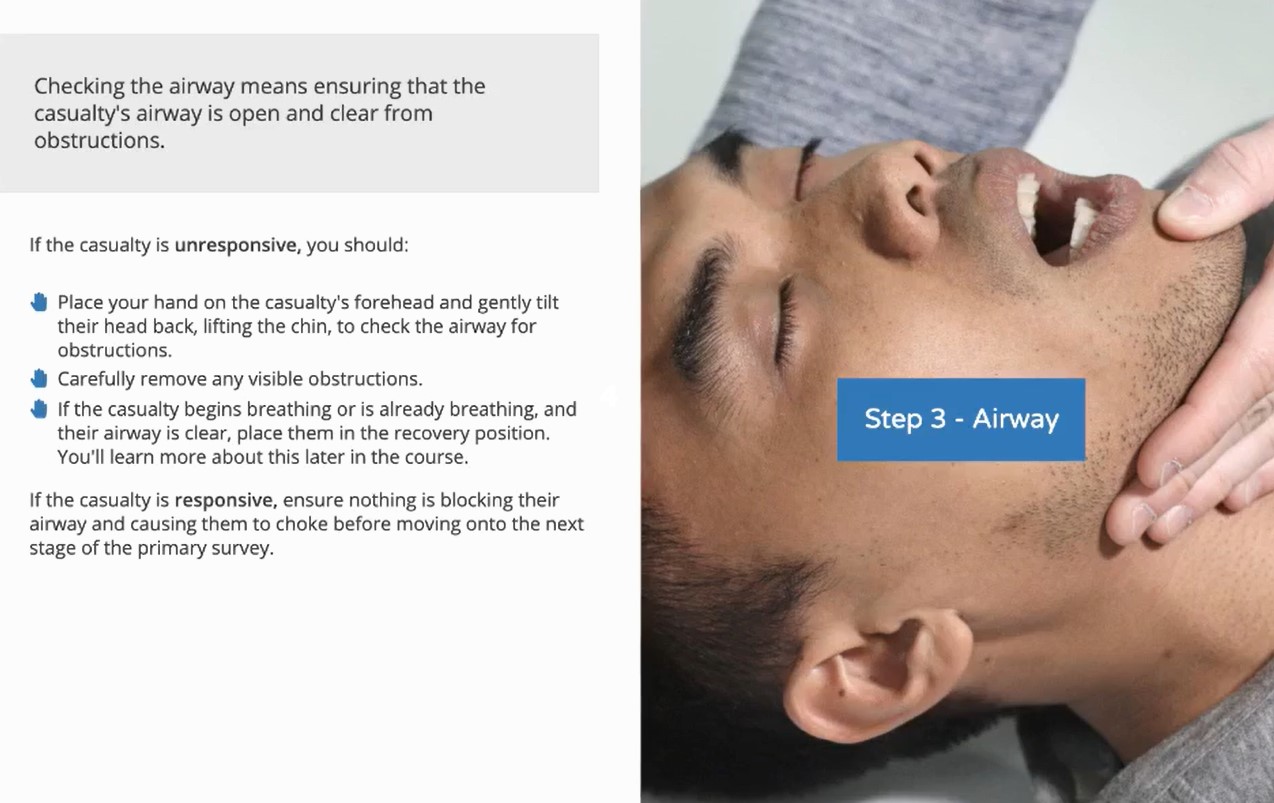 Checking the airway means ensuring that the
casualty's airway is open and clear from
obstructions.
If the casualty is unresponsive, you should:
Place your hand on the casualty's forehead and gently tilt
their head back, lifting the chin, to check the airway for
obstructions.
Carefully remove any visible obstructions.
If the casualty begins breathing or is already breathing, and
their airway is clear, place them in the recovery position.
You'll learn more about this later in the course.
If the casualty is responsive, ensure nothing is blocking their
airway and causing them to choke before moving onto the next
stage of the primary survey.
Step 3 - Airway